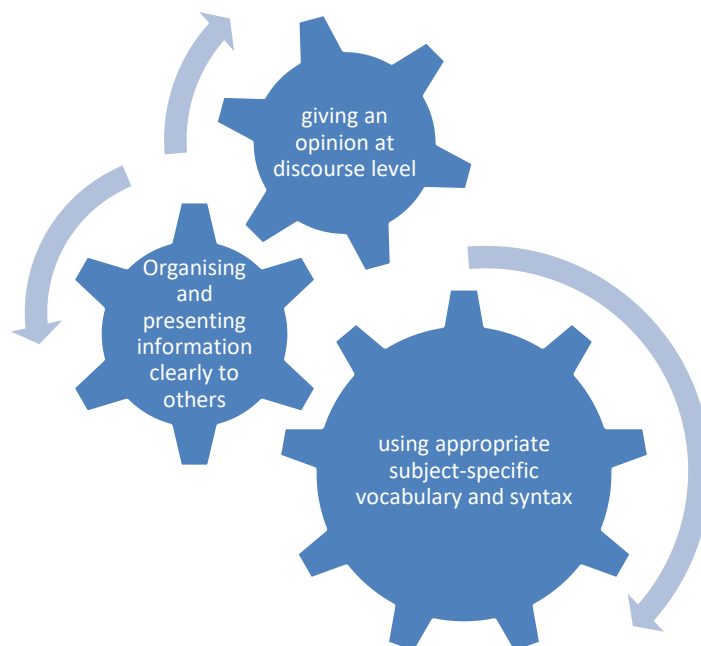 giving an
opinion at
discourse level
Organising
and
presenting
information
clearly to
others
using appropriate
subject-specific
vocabulary and syntax